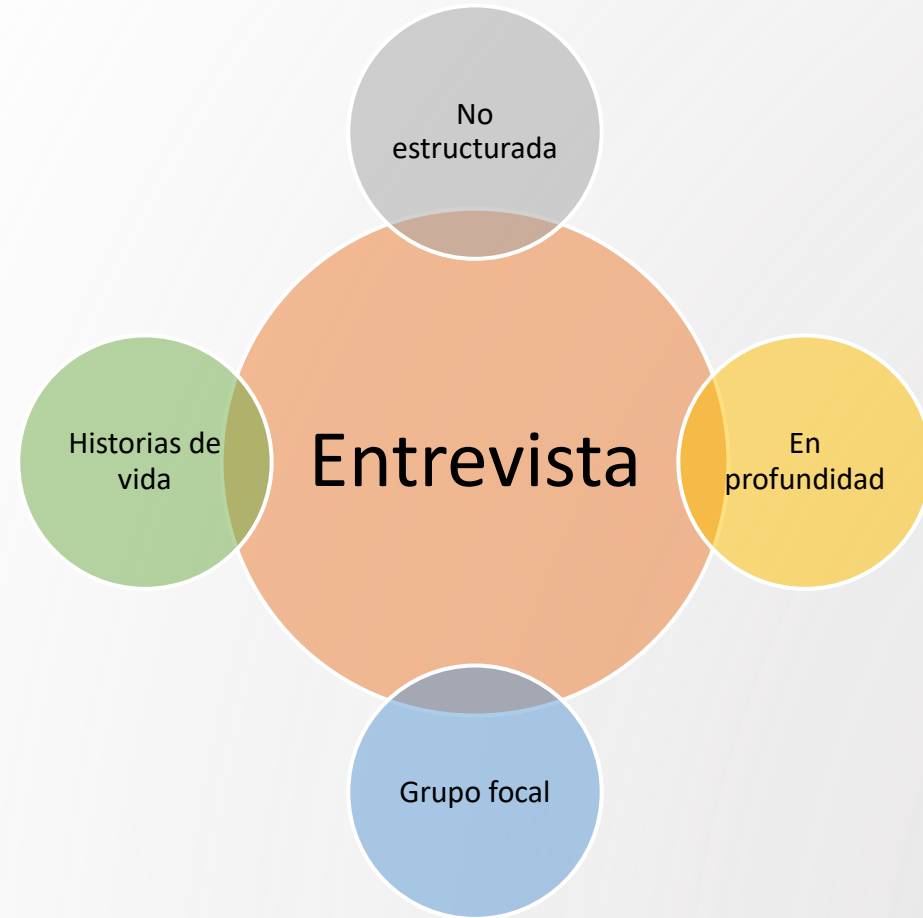 No
estructurada
Historias de
vida
Entrevista
En
profundidad
Grupo focal